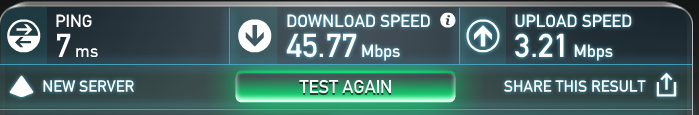 PING
7 ms
DOWNLOAD SPEED i
45.77 Mbps
UPLOAD SPEED
3.21 Mbps
NEW SERVER
TEST AGAIN
SHARE THIS RESULT